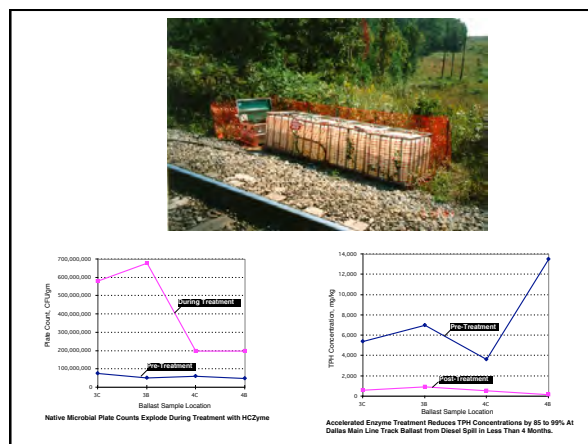 700,000,000
600,000,000
500,000,000
400,000,000
300,000,000
200,000,000
100,000,000
0
Plate Count, CFU/gm
During Treatment
Pre-Treatment
3C 3B 4C 4B
Ballast Sample Location
Native Microbial Plate Counts Explode During Treatment with HCZyme
14,000
12,000
10,000
8,000
6,000
4,000
2,000
0
TPH Concentration, mg/kg
Pre-Treatment
Post-Treatment
3C 3B 4C 4B
Ballast Sample Location
Accelerated Enzyme Treatment Reduces TPH Concentrations by 85 to 99% At
Dallas Main Line Track Ballast from Diesel Spill in Less Than 4 Months.